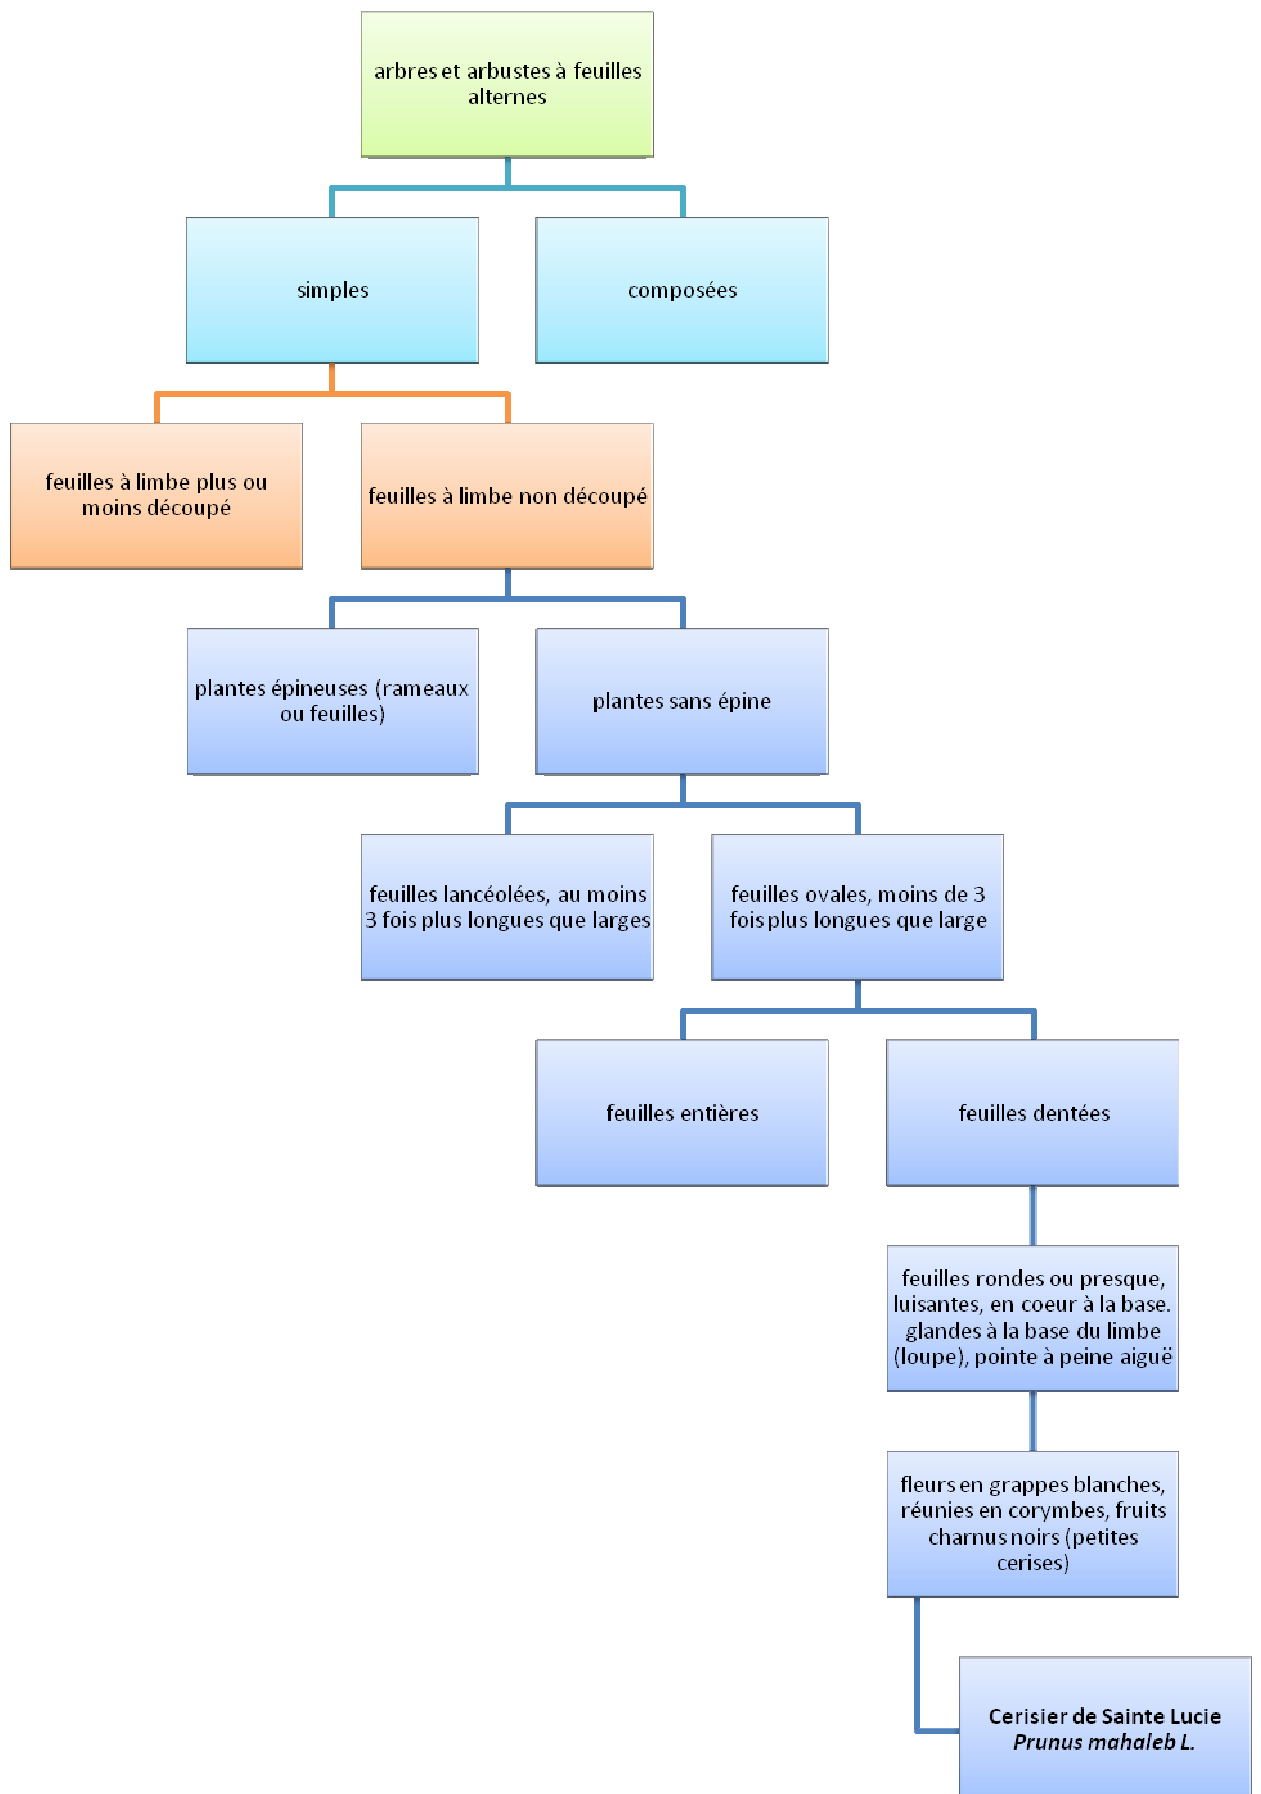 arbres et arbustes à feuilles
alternes
simples
composées
feuilles à limbe plus ou
moins découpé
feuilles à limbe non découpé
plantes épineuses (rameaux
ou feuilles)
plantes sans épine
feuilles lancéolées, au moins
3 fois plus longues que larges
feuilles ovales, moins de 3
fois plus longues que large
feuilles entières
feuilles dentées
feuilles rondes ou presque,
luisantes, en coeur à la base.
glandes à la base du limbe
(loupe), pointe à peine aiguë
fleurs en grappes blanches,
réunies en corymbes, fruits
charnus noirs (petites
cerises)
Cerisier de Sainte Lucie
Prunus mahaleb L.